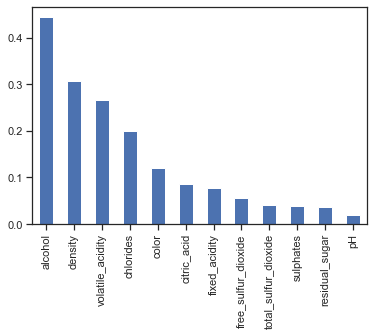 0.4
0.3
0.2
0.1
0.0
alcohol
density
volatile_acidity
chlorides
color
citric_acid
fixed_acidity
free_sulfur_dioxide
total_sulfur_dioxide
sulphates
residual_sugar
pH